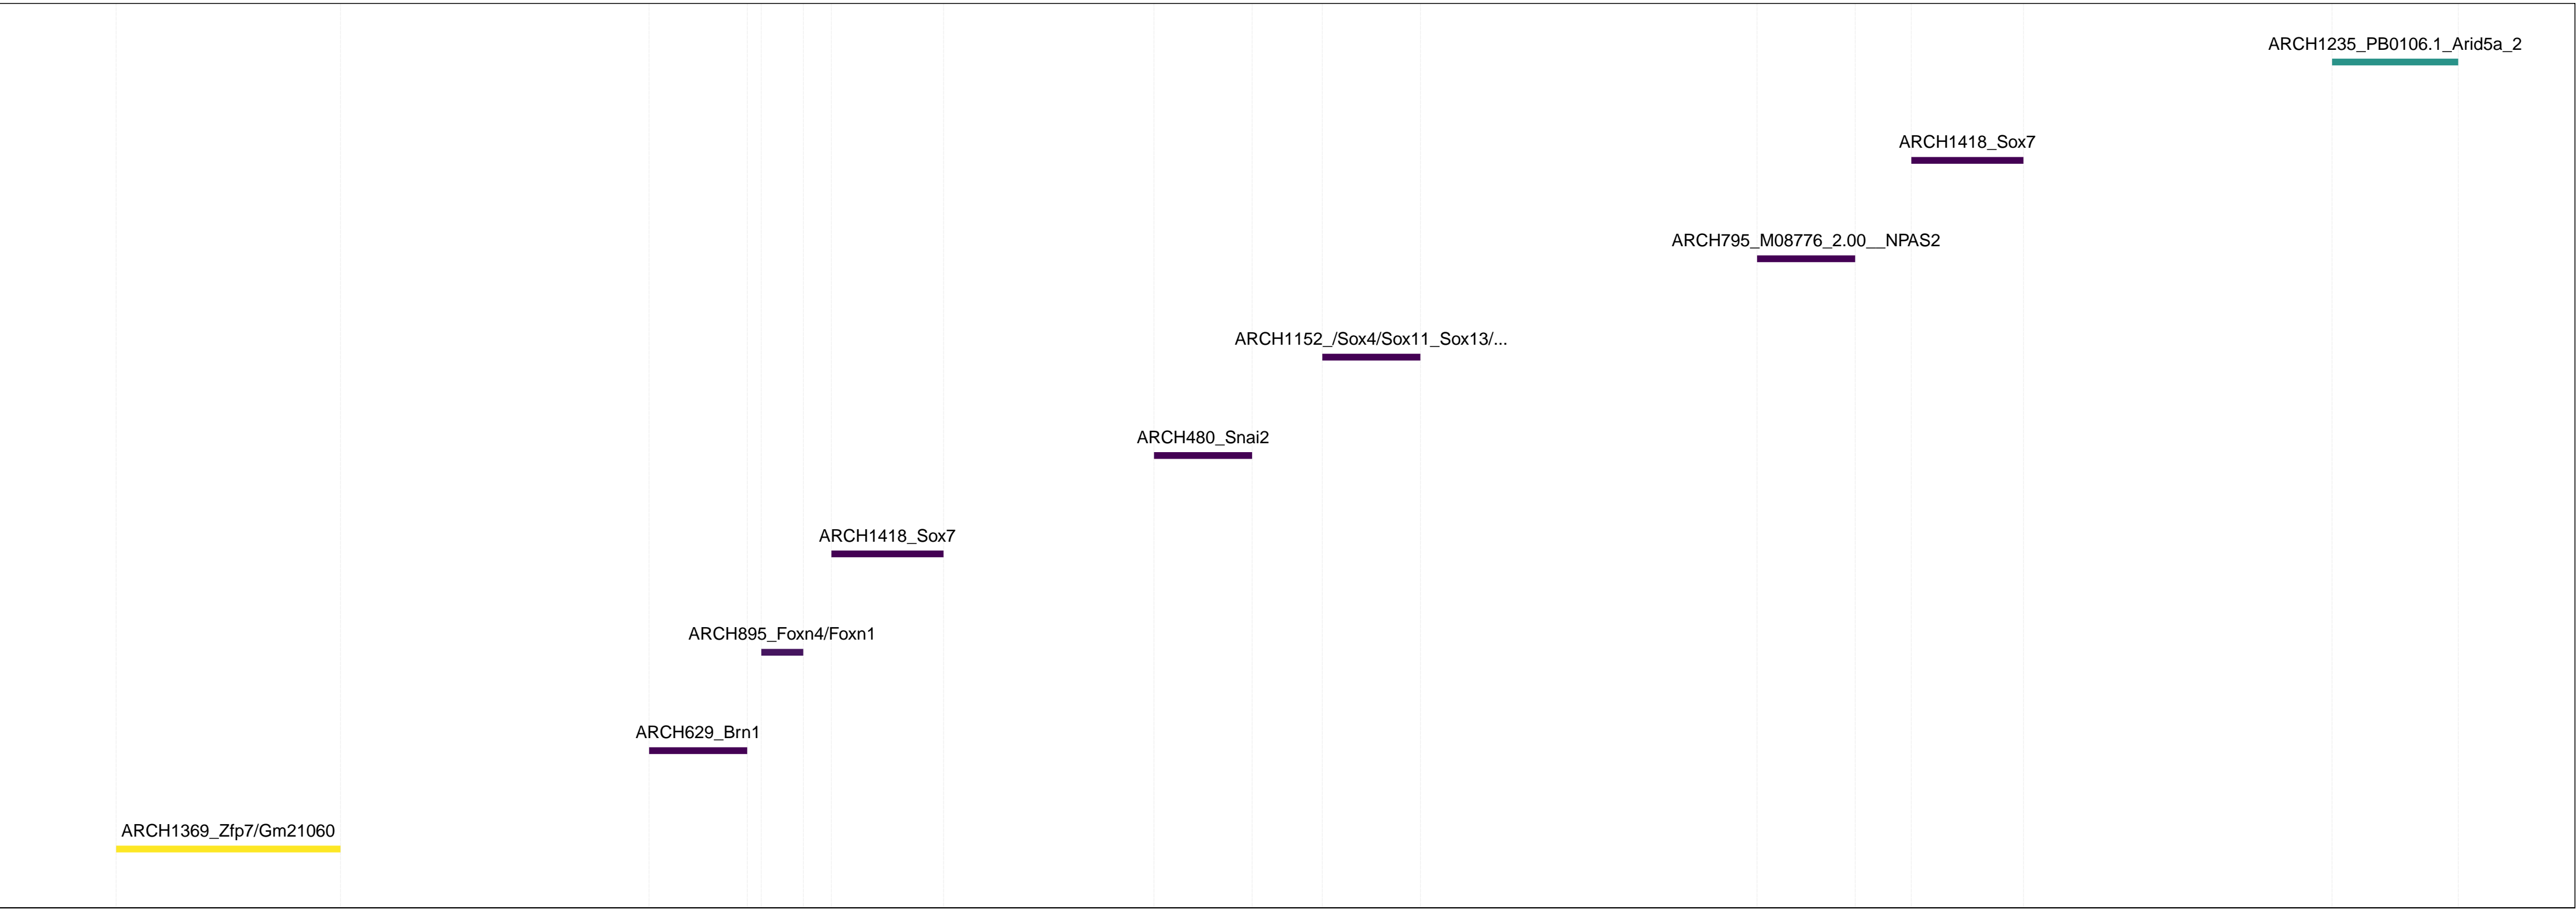 ARCH1235_PB0106.1_Arid5a_2
ARCH1418_Sox7
ARCH795_M08776_2.00__NPAS2
ARCH1152_/Sox4/Sox11_Sox13/...
ARCH480_Snai2
ARCH1418_Sox7
ARCH895_Foxn4/Foxn1
ARCH629_Brn1
ARCH1369_Zfp7/Gm21060